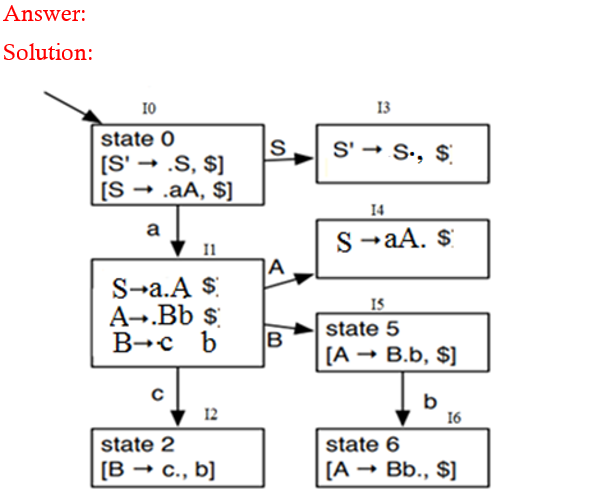 Answer:
Solution:
I0
state 0
[S' → .S, $]
[S → .aA, $]
S
I3
S' → S., $
a
I1
S→a.A $
A→.Bb $
B→·c b
A
I4
S→aA. $
B
I5
state 5
[A → B.b, $]
c
I2
state 2
[B → c., b]
b
I6
state 6
[A → Bb., $]